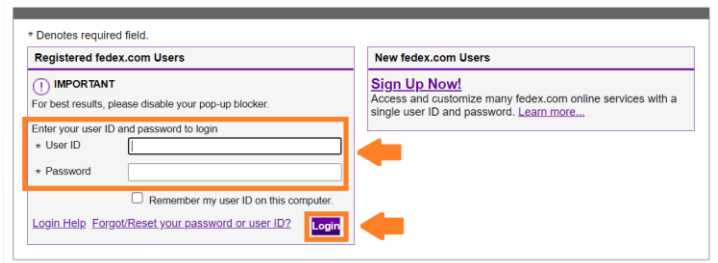 * Denotes required field.
Registered fedex.com Users
! IMPORTANT
For best results, please disable your pop-up blocker.
Enter your user ID and password to login
* User ID
* Password
Remember my user ID on this computer.
Login Help Forgot/Reset your password or user ID?
Login
New fedex.com Users
Sign Up Now!
Access and customize many fedex.com online services with a
single user ID and password. Learn more...